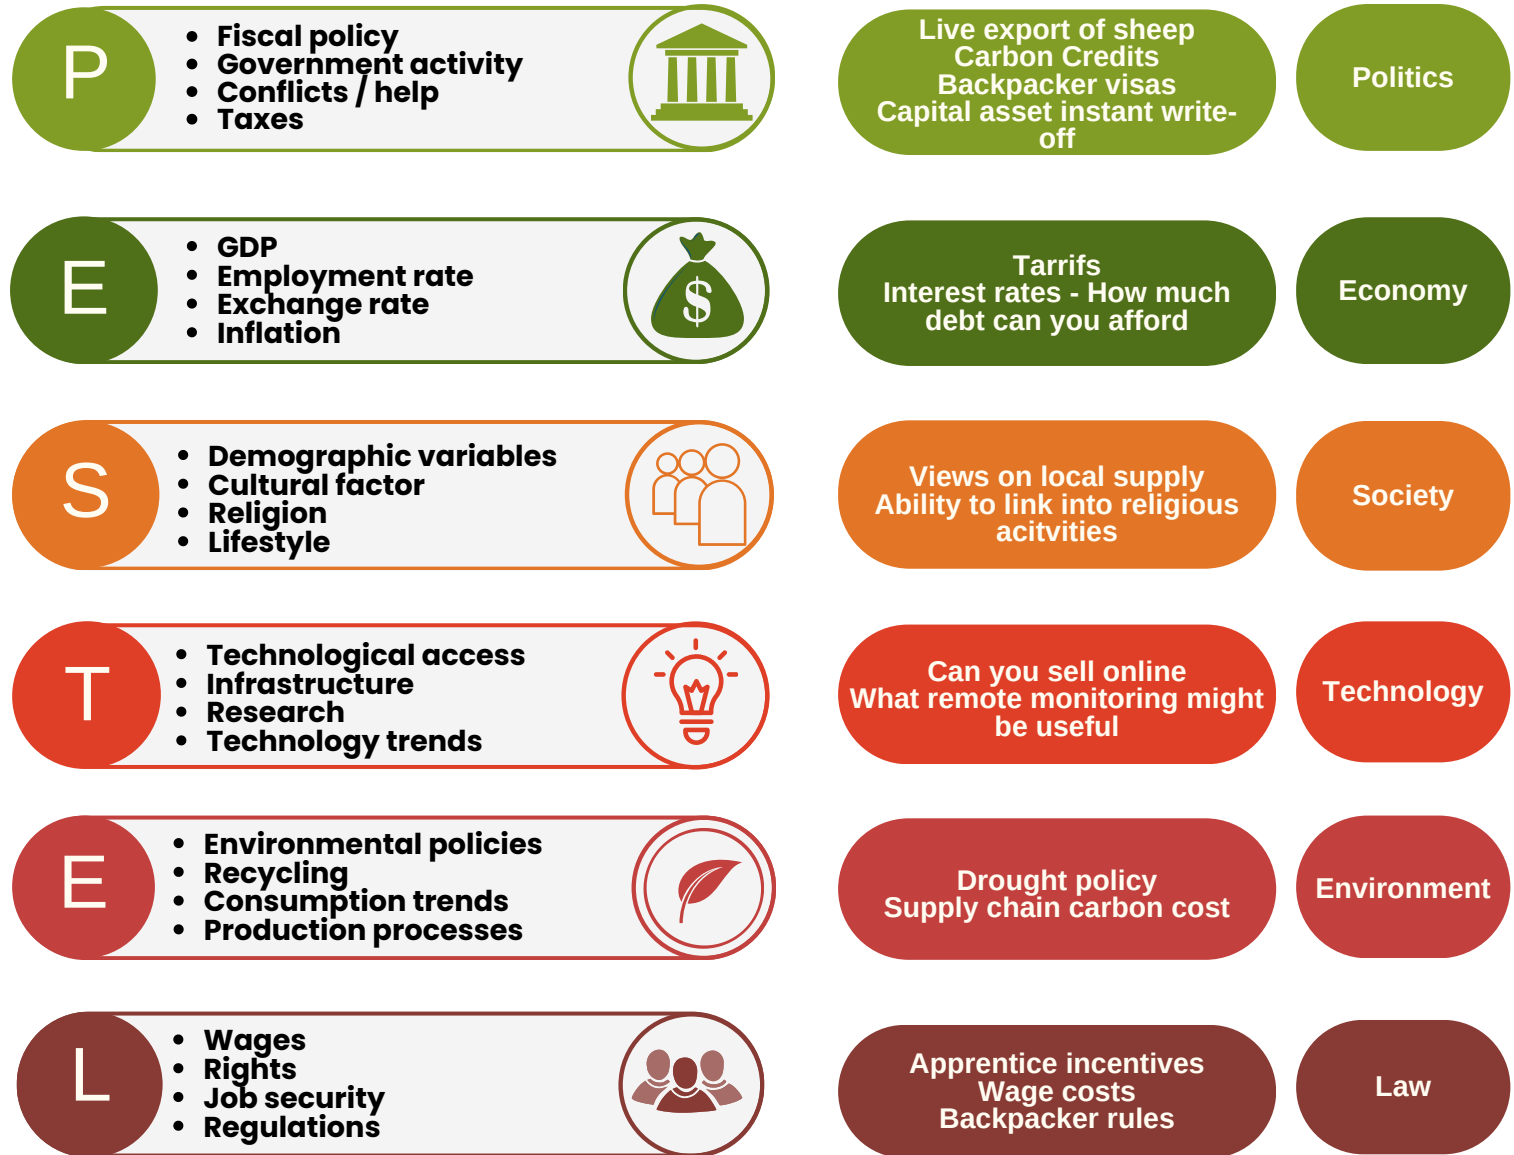 P
Fiscal policy
Government activity
Conflicts / help
Taxes
Live export of sheep
Carbon Credits
Backpacker visas
Capital asset instant write-
off
Politics
E
GDP
Employment rate
Exchange rate
Inflation
$
Tarrifs
Interest rates - How much
debt can you afford
Economy
S
Demographic variables
Cultural factor
Religion
Lifestyle
Views on local supply
Ability to link into religious
acitvities
Society
T
Technological access
Infrastructure
Research
Technology trends
Can you sell online
What remote monitoring might
be useful
Technology
E
Environmental policies
Recycling
Consumption trends
Production processes
Drought policy
Supply chain carbon cost
Environment
L
Wages
Rights
Job security
Regulations
Apprentice incentives
Wage costs
Backpacker rules
Law